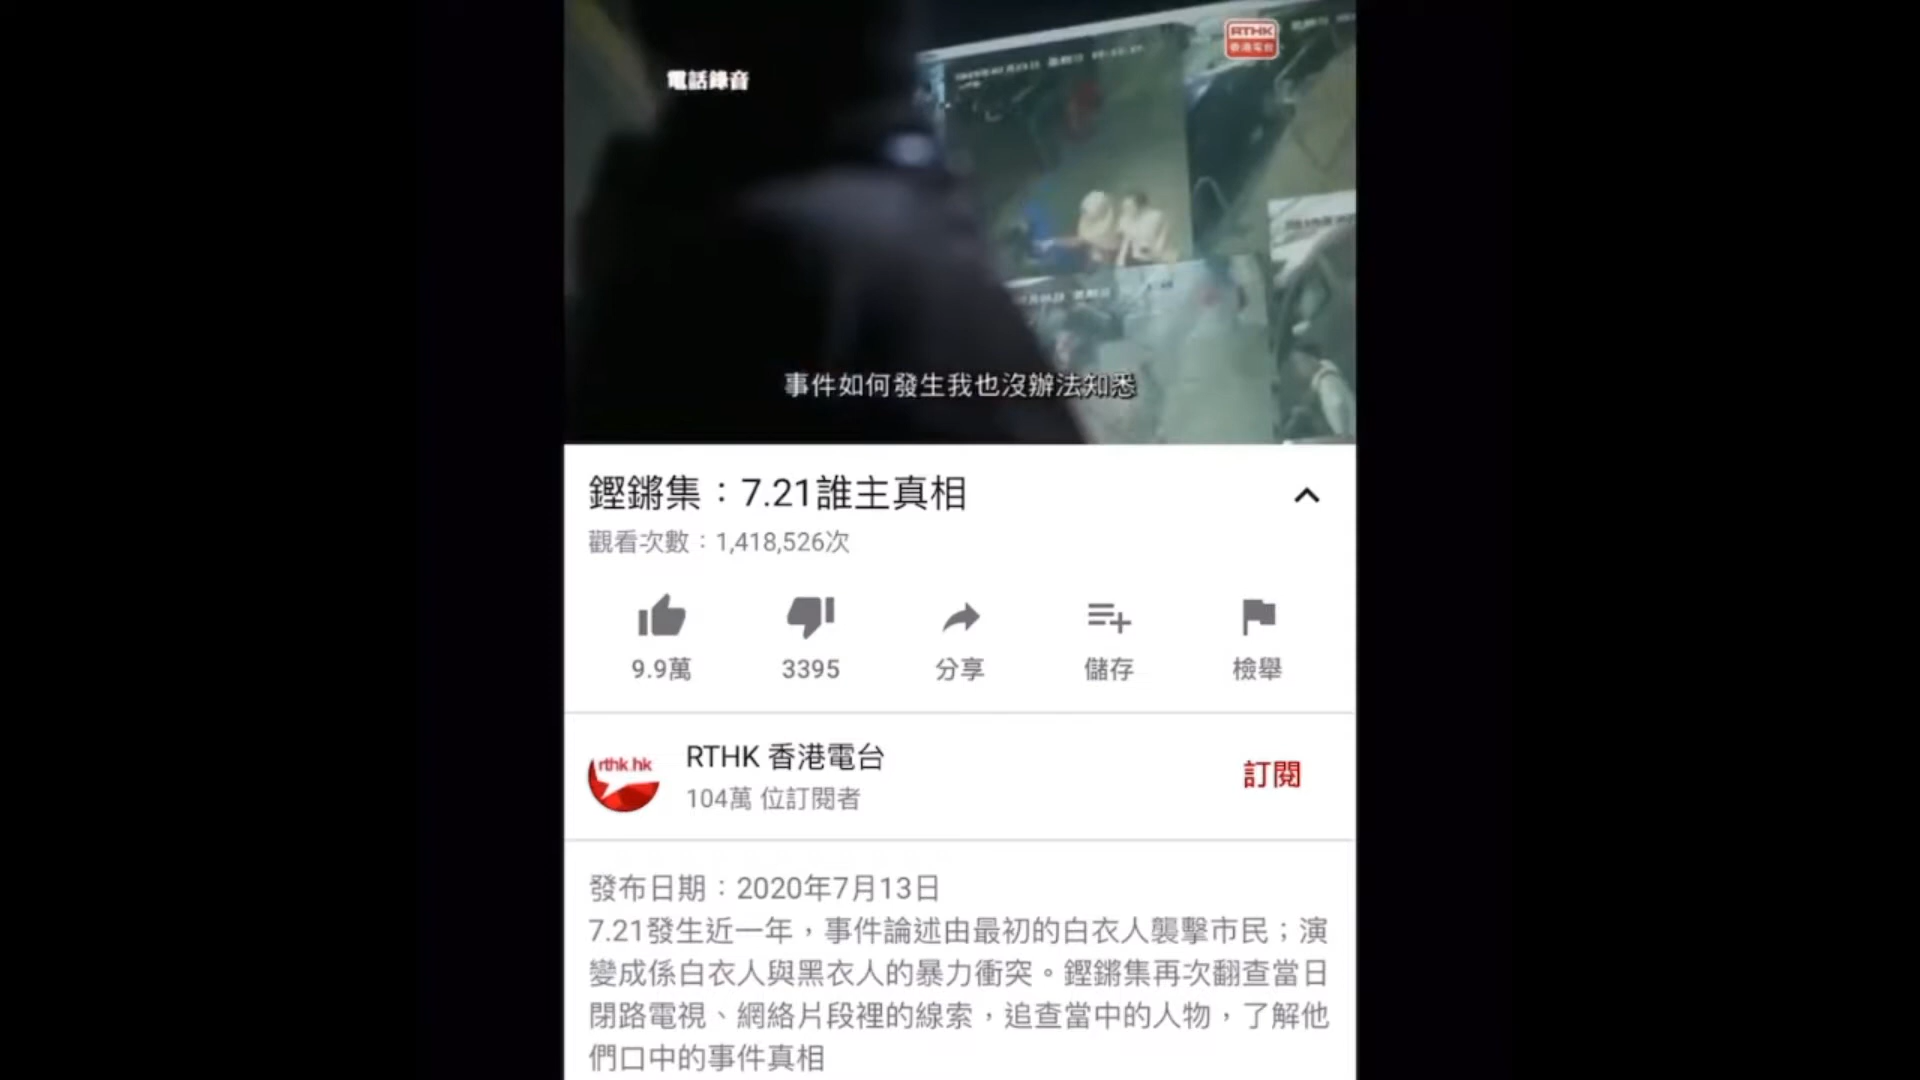 RTHK
香港電台
電話錄音
事件如何發生我也沒辦法知悉
鏗鏘集：7.21誰主真相
觀看次數：1,418,526次
9.9萬
3395
分享
儲存
檢舉
rthk.hk
RTHK 香港電台
104萬 位訂閱者
訂閱
發布日期：2020年7月13日
7.21發生近一年，事件論述由最初的白衣人襲擊市民；演
變成係白衣人與黑衣人的暴力衝突。鏗鏘集再次翻查當日
閉路電視、網絡片段裡的線索，追查當中的人物，了解他
們口中的事件真相